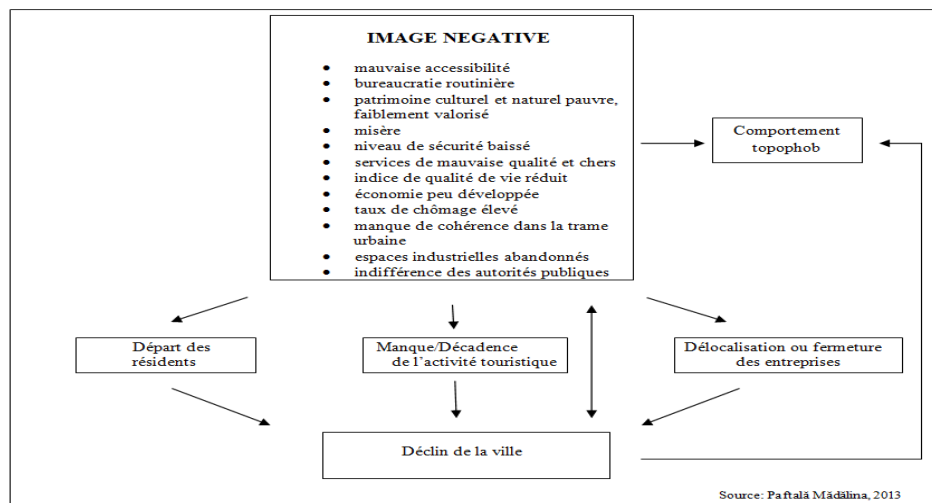 IMAGE NEGATIVE
• mauvaise accessibilité
• bureaucratie routinière
• patrimoine culturel et naturel pauvre,
faiblement valorisé
• misère
• niveau de sécurité baissé
• services de mauvaise qualité et chers
• indice de qualité de vie réduit
• économie peu développée
• taux de chômage élevé
• manque de cohérence dans la trame
urbaine
• espaces industrielles abandonnés
• indifférence des autorités publiques
Comportement
topophob
Départ des
résidents
Manque/Décadence
de l'activité touristique
Délocalisation ou fermeture
des entreprises
Déclin de la ville
Source: Paftală Mădălina, 2013